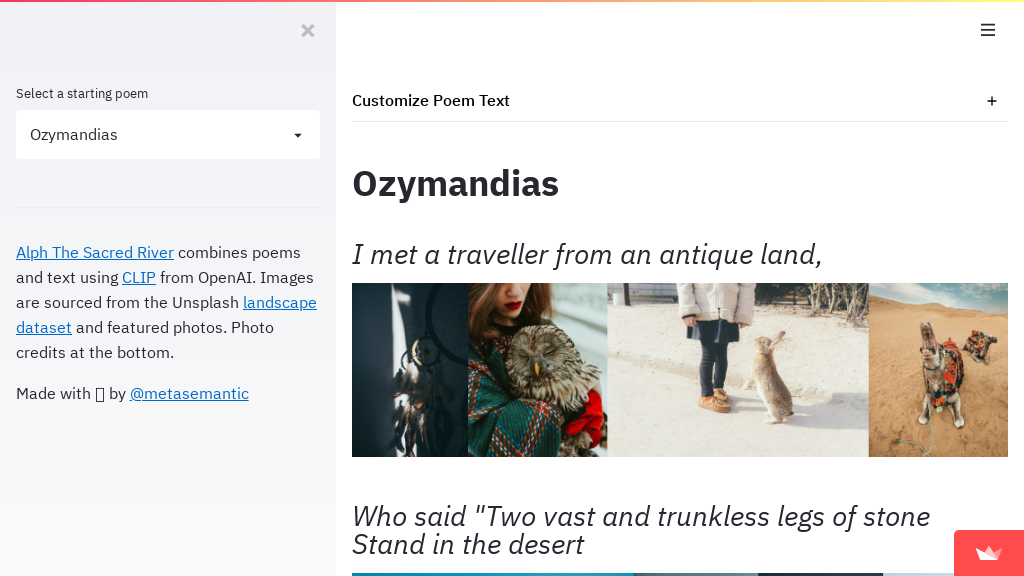 Select a starting poem
Ozymandias
Alph The Sacred River combines poems
and text using CLIP from OpenAI. Images
are sourced from the Unsplash landscape
dataset and featured photos. Photo
credits at the bottom.
Made with by @metasemantic
Customize Poem Text
Ozymandias
I met a traveller from an antique land,
Who said "Two vast and trunkless legs of stone
Stand in the desert